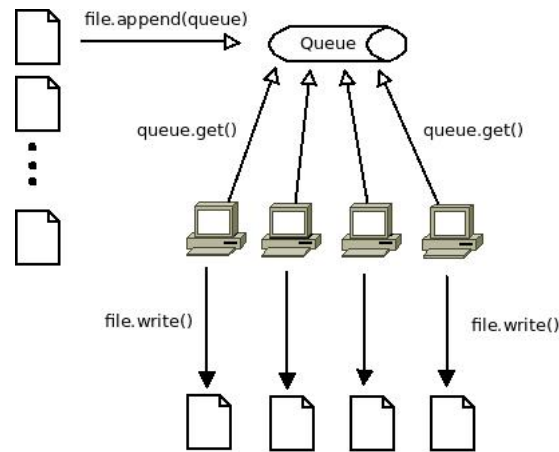 file.append(queue)
Queue
queue.get()
queue.get()
file.write()
file.write()